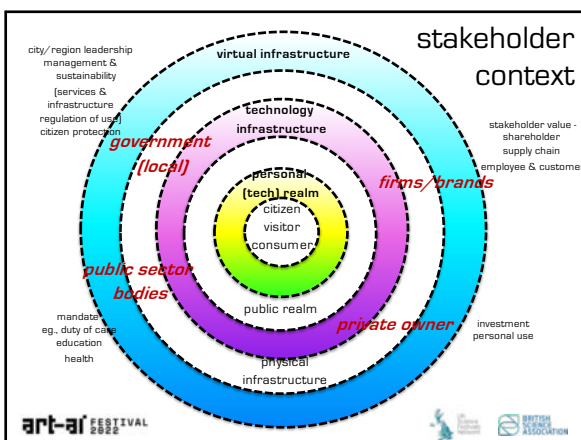 stakeholder
context
city/region leadership
management &
sustainability
(services &
infrastructure
regulation of use)
citizen protection
virtual infrastructure
technology
infrastructure
government
(local)
stakeholder value -
shareholder
supply chain
employee & customer
firms/brands
personal
(tech) realm
citizen
visitor
consumer
public sector
bodies
public realm
private owner
mandate
eg., duty of care
education
health
investment
personal use
physical
infrastructure
art-ai FESTIVAL
2022
BRITISH
SCIENCE
ASSOCIATION